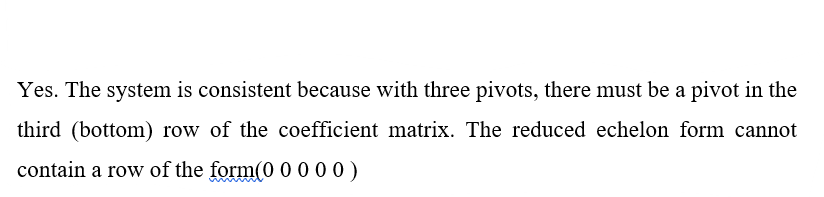 Yes. The system is consistent because with three pivots, there must be a pivot in the
third (bottom) row of the coefficient matrix. The reduced echelon form cannot
contain a row of the form(0 0 0 0 0 )